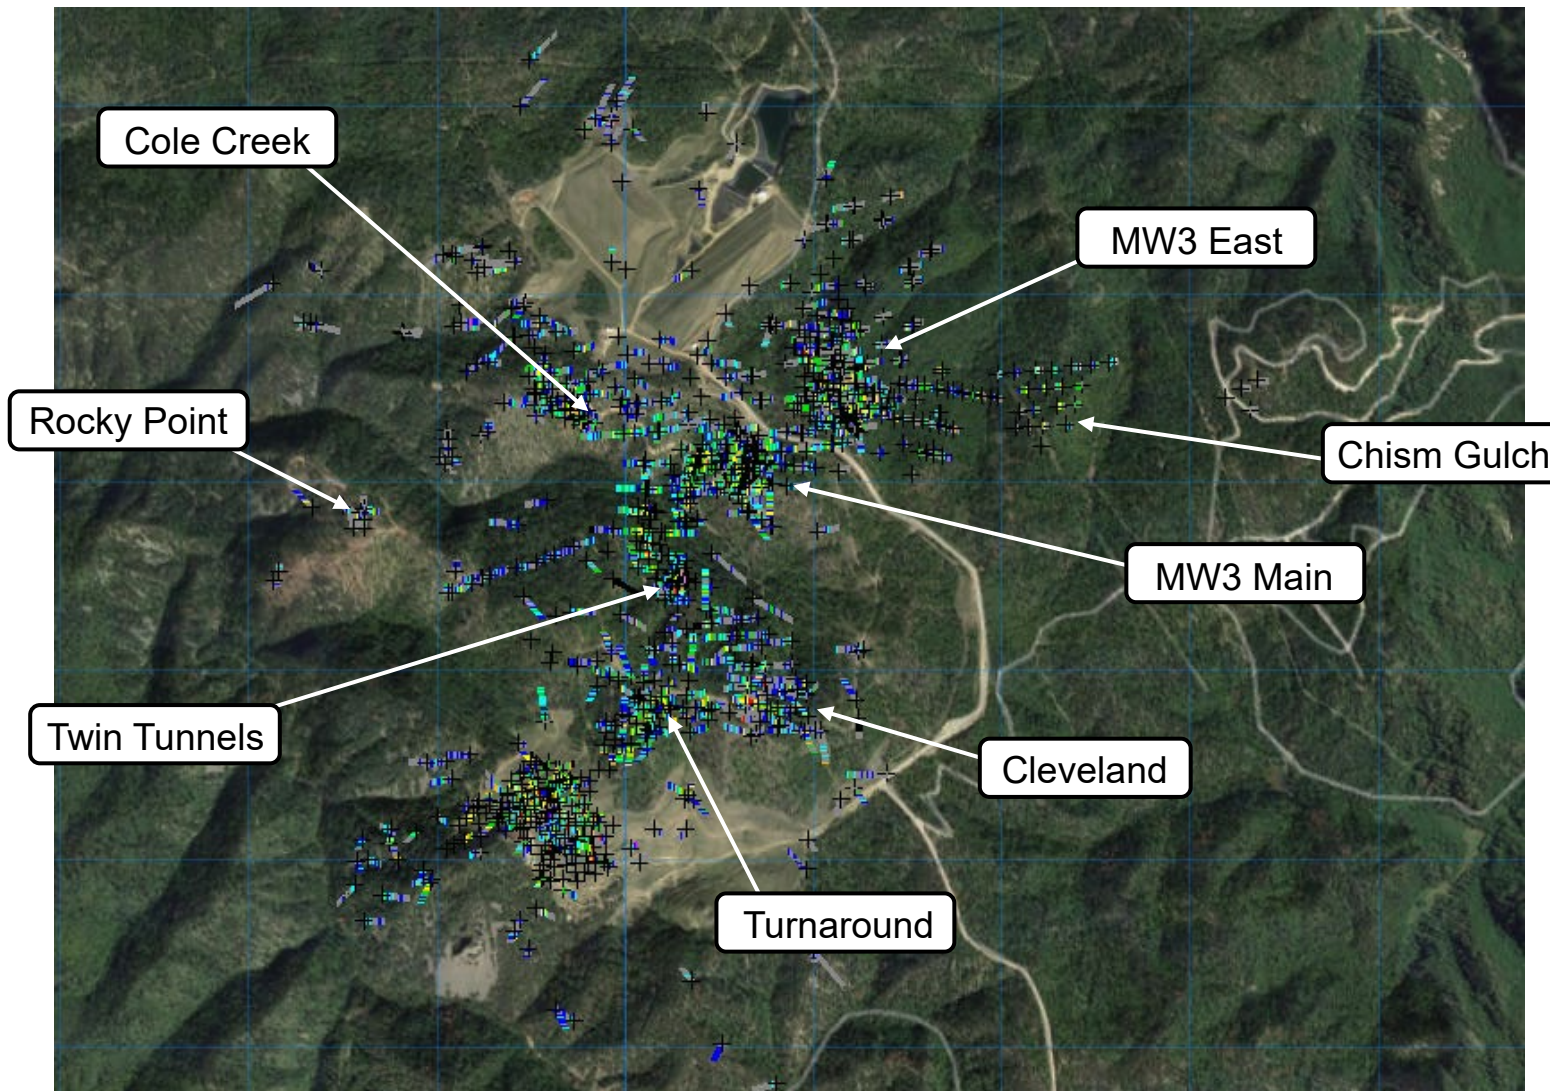 Cole Creek
MW3 East
Rocky Point
Chism Gulch
MW3 Main
Twin Tunnels
Cleveland
Turnaround